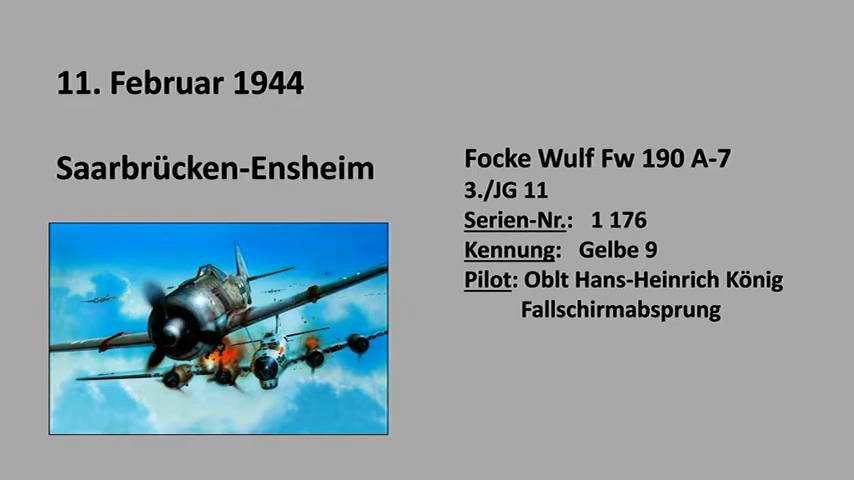 11. Februar 1944
Saarbrücken-Ensheim
Focke Wulf Fw 190 A-7
3./JG 11
Serien-Nr.: 1 176
Kennung: Gelbe 9
Pilot: Oblt Hans-Heinrich König
Fallschirmabsprung